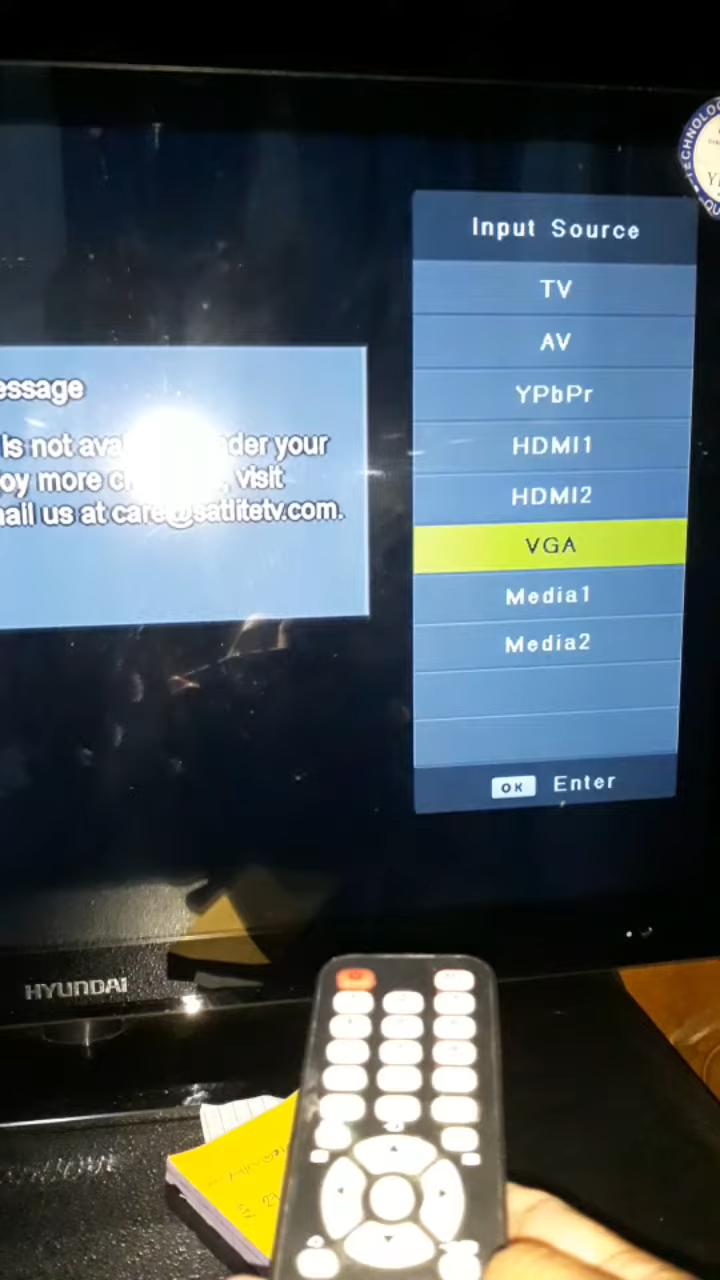 Input Source
TV
AV
YPbPr
HDMI1
HDMI2
VGA
Media1
Media2
OK Enter
essage
is not ava der your
oy more c , visit
nail us at care@satlitetv.com.
HYUNDAI